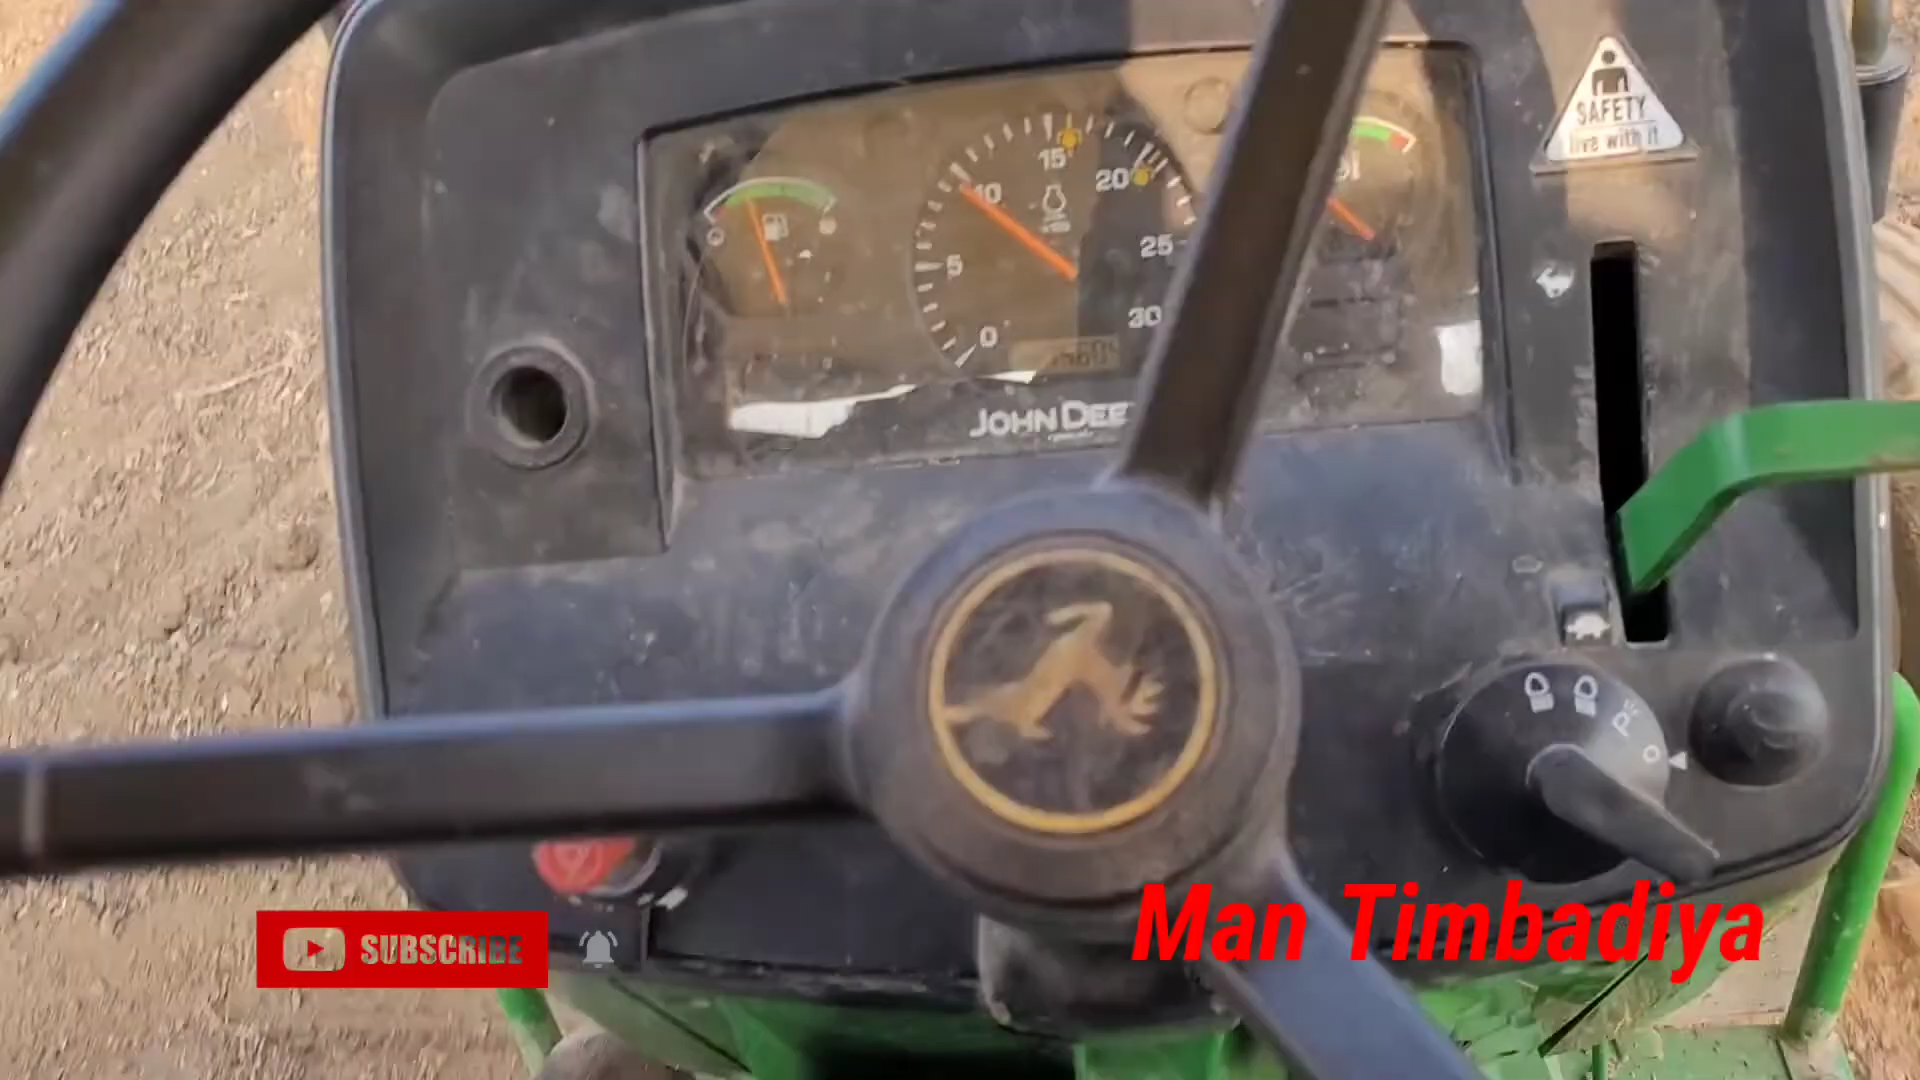 SAFETY
live with it
15
10
20
5
25
0
30
JOHN DEE
P
Man Timbadiya
SUBSCRIBE